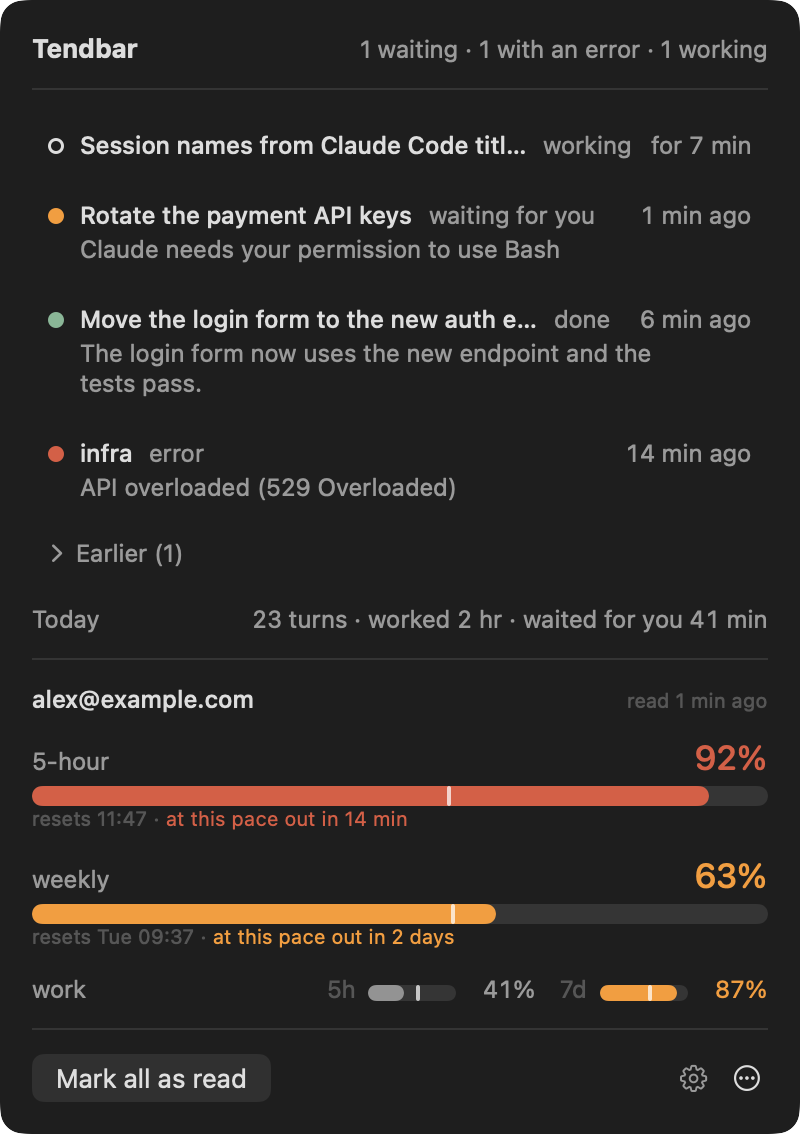 Tendbar 1 waiting · 1 with an error · 1 working
Session names from Claude Code titl... working for 7 min
Rotate the payment API keys waiting for you 1 min ago
Claude needs your permission to use Bash
Move the login form to the new auth e... done 6 min ago
The login form now uses the new endpoint and the
tests pass.
infra error 14 min ago
API overloaded (529 Overloaded)
Earlier (1)
Today 23 turns · worked 2 hr · waited for you 41 min
alex@example.com read 1 min ago
5-hour 92%
resets 11:47 · at this pace out in 14 min
weekly 63%
resets Tue 09:37 · at this pace out in 2 days
work 5h 41% 7d 87%
Mark all as read